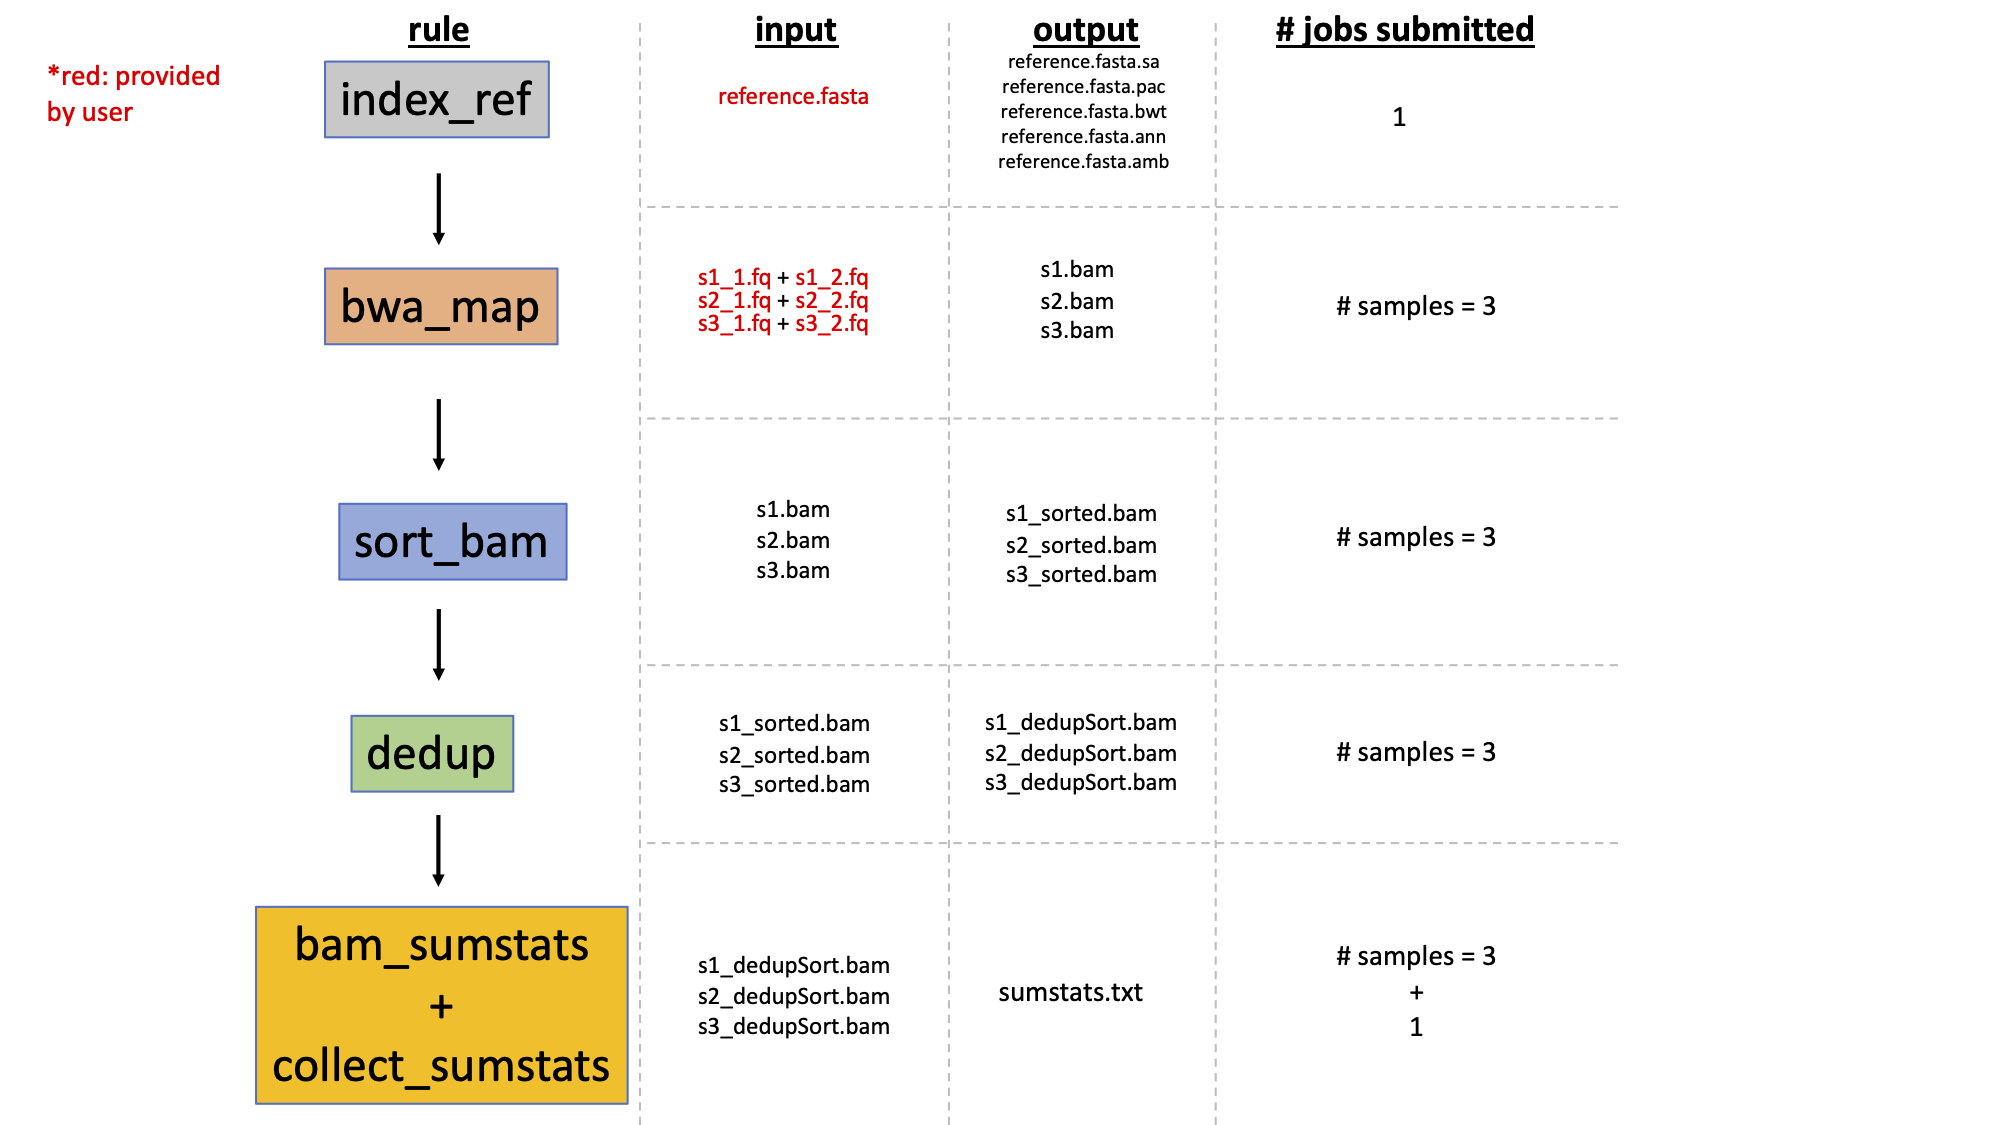 rule
input
output
# jobs submitted
*red: provided
by user
index_ref
reference.fasta
reference.fasta.sa
reference.fasta.pac
reference.fasta.bwt
reference.fasta.ann
reference.fasta.amb
1
bwa_map
s1_1.fq + s1_2.fq
s2_1.fq + s2_2.fq
s3_1.fq + s3_2.fq
s1.bam
s2.bam
s3.bam
# samples = 3
sort_bam
s1.bam
s2.bam
s3.bam
s1_sorted.bam
s2_sorted.bam
s3_sorted.bam
# samples = 3
dedup
s1_sorted.bam
s2_sorted.bam
s3_sorted.bam
s1_dedupSort.bam
s2_dedupSort.bam
s3_dedupSort.bam
# samples = 3
bam_sumstats
+
collect_sumstats
s1_dedupSort.bam
s2_dedupSort.bam
s3_dedupSort.bam
sumstats.txt
# samples = 3
+
1